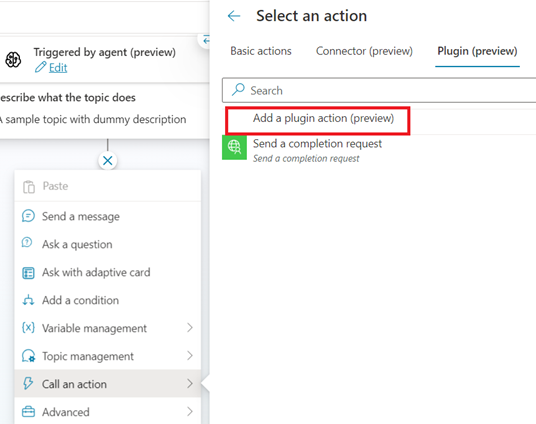 Triggered by agent (preview)
Edit
escribe what the topic does
A sample topic with dummy description
Paste
Send a message
Ask a question
Ask with adaptive card
Add a condition
{x} Variable management
Topic management
Call an action
Advanced
Select an action
Basic actions Connector (preview) Plugin (preview)
Search
Add a plugin action (preview)
Send a completion request
Send a completion request